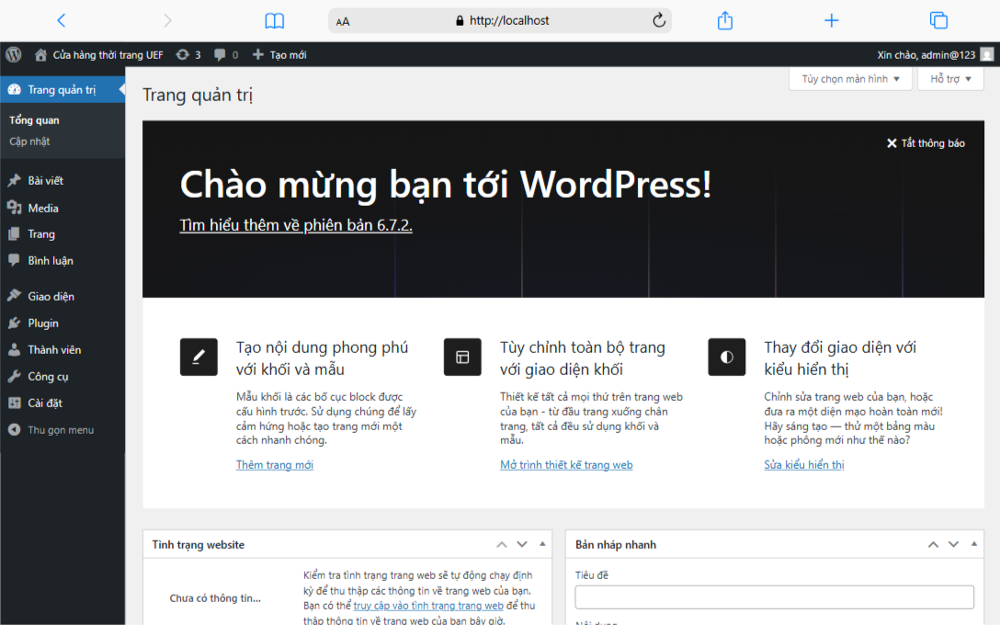 AA http://localhost
Cửa hàng thời trang UEF 3 0 Tạo mới Xin chào, admin@123
Trang quản trị
Tổng quan
Cập nhật
Bài viết
Media
Trang
Bình luận
Giao diện
Plugin
Thành viên
Công cụ
Cài đặt
Thu gọn menu
Tùy chọn màn hình Hỗ trợ
Trang quản trị
Tắt thông báo
Chào mừng bạn tới WordPress!
Tìm hiểu thêm về phiên bản 6.7.2.
Tạo nội dung phong phú
với khối và mẫu
Mẫu khối là các bố cục block được
cấu hình trước. Sử dụng chúng để lấy
cảm hứng hoặc tạo trang mới một
cách nhanh chóng.
Thêm trang mới
Tùy chỉnh toàn bộ trang
với giao diện khối
Thiết kế tất cả mọi thứ trên trang web
của bạn - từ đầu trang xuống chân
trang, tất cả đều sử dụng khối và
mẫu.
Mở trình thiết kế trang web
Thay đổi giao diện với
kiểu hiển thị
Chỉnh sửa trang web của bạn, hoặc
đưa ra một diện mạo hoàn toàn mới!
Hãy sáng tạo — thử một bảng màu
hoặc phông mới như thế nào?
Sửa kiểu hiển thị
Tình trạng website
Chưa có thông tin...
Kiểm tra tình trạng trang web sẽ tự động chạy định
kỳ để thu thập các thông tin về trang web của bạn.
Bạn có thể truy cập vào tình trạng trang web để thu
thập thông tin về trang web của bạn bây giờ.
Bản nháp nhanh
Tiêu đề
Nội dung